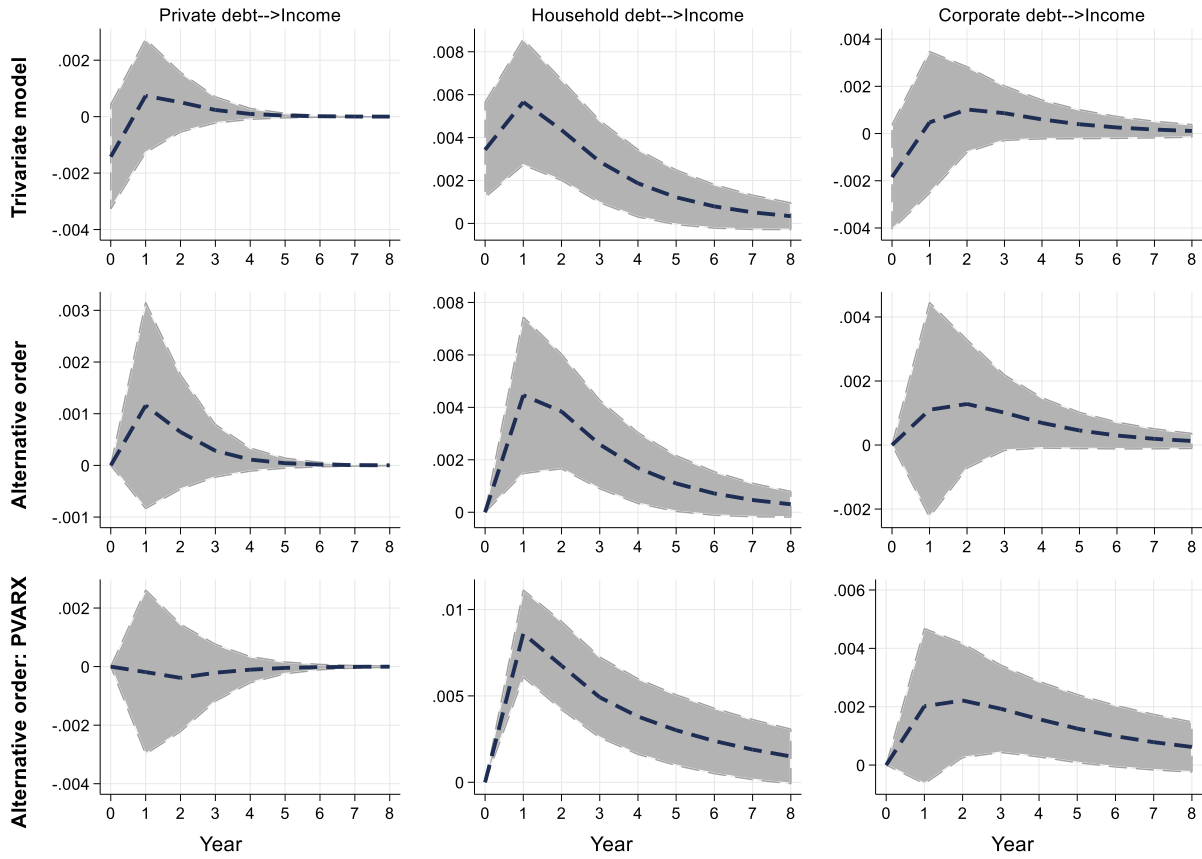 Private debt-->Income
Household debt-->Income
Corporate debt-->Income
Trivariate model
.002
0
-.002
-.004
0 1 2 3 4 5 6 7 8
.008
.006
.004
.002
0
0 1 2 3 4 5 6 7 8
.004
.002
0
-.002
-.004
0 1 2 3 4 5 6 7 8
Alternative order
.003
.002
.001
0
-.001
0 1 2 3 4 5 6 7 8
.008
.006
.004
.002
0
0 1 2 3 4 5 6 7 8
.004
.002
0
-.002
0 1 2 3 4 5 6 7 8
Alternative order: PVARX
.002
0
-.002
-.004
0 1 2 3 4 5 6 7 8
Year
.01
.005
0
0 1 2 3 4 5 6 7 8
Year
.006
.004
.002
0
0 1 2 3 4 5 6 7 8
Year